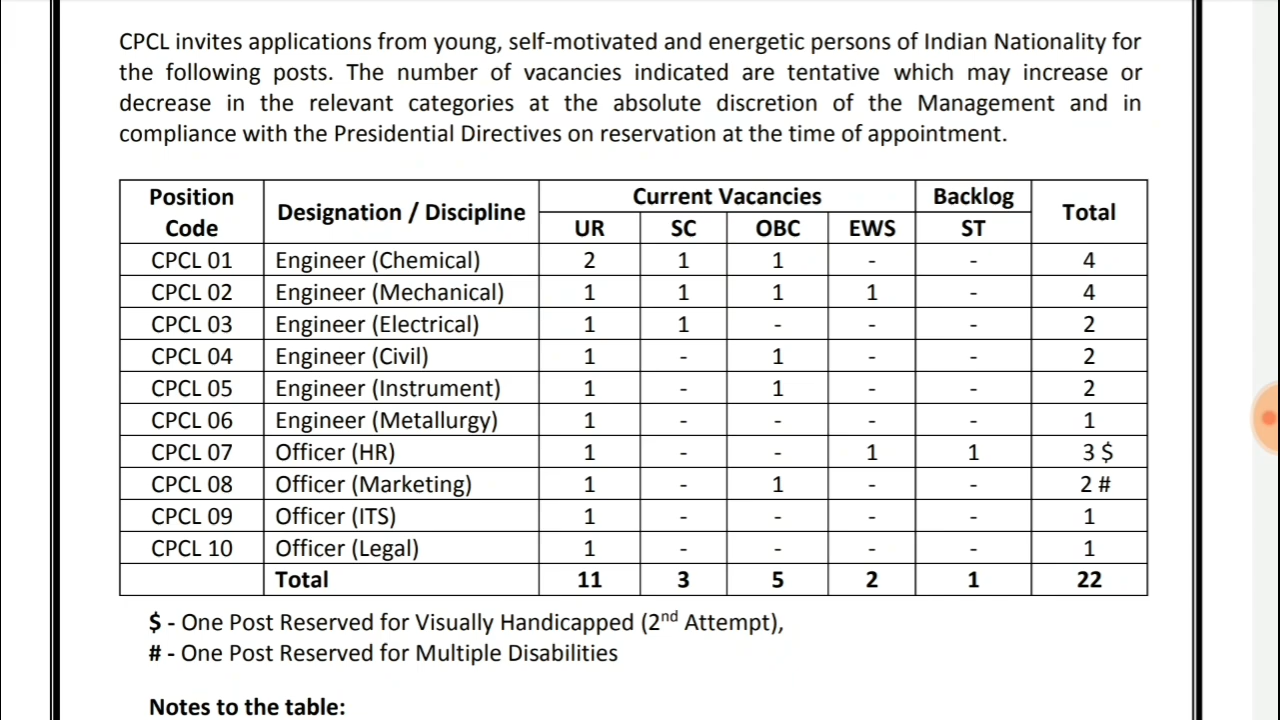 CPCL invites applications from young, self-motivated and energetic persons of Indian Nationality for
the following posts. The number of vacancies indicated are tentative which may increase or
decrease in the relevant categories at the absolute discretion of the Management and in
compliance with the Presidential Directives on reservation at the time of appointment.
Position Code Designation / Discipline Current Vacancies Backlog Total
UR SC OBC EWS ST
CPCL 01 Engineer (Chemical) 2 1 1 - - 4
CPCL 02 Engineer (Mechanical) 1 1 1 1 - 4
CPCL 03 Engineer (Electrical) 1 1 - - - 2
CPCL 04 Engineer (Civil) 1 - 1 - - 2
CPCL 05 Engineer (Instrument) 1 - 1 - - 2
CPCL 06 Engineer (Metallurgy) 1 - - - - 1
CPCL 07 Officer (HR) 1 - - 1 1 3 $
CPCL 08 Officer (Marketing) 1 - 1 - - 2 #
CPCL 09 Officer (ITS) 1 - - - - 1
CPCL 10 Officer (Legal) 1 - - - - 1
Total 11 3 5 2 1 22
$ - One Post Reserved for Visually Handicapped (2nd Attempt),
# - One Post Reserved for Multiple Disabilities
Notes to the table: